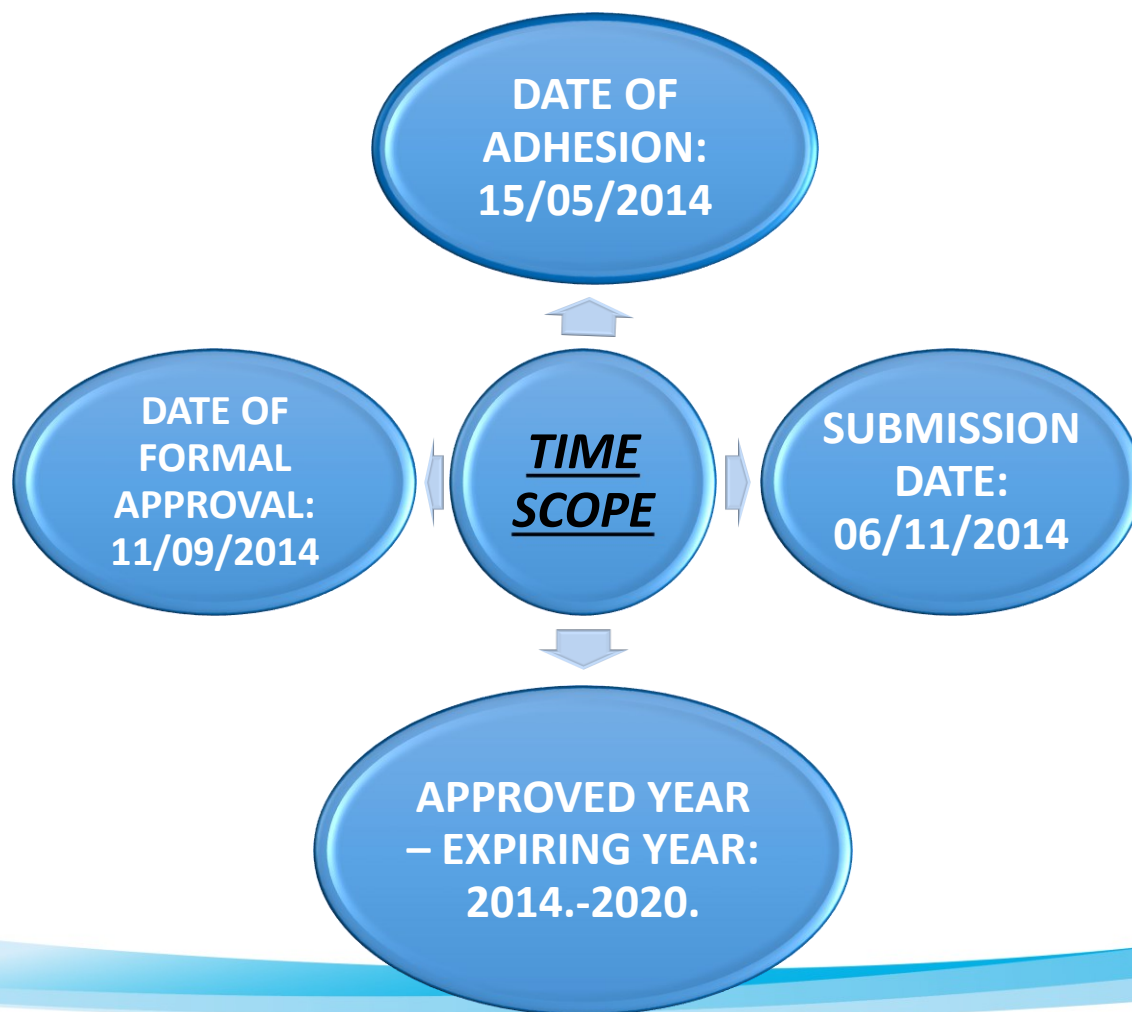 DATE OF
ADHESION:
15/05/2014
DATE OF
FORMAL
APPROVAL:
11/09/2014
TIME
SCOPE
SUBMISSION
DATE:
06/11/2014
APPROVED YEAR
– EXPIRING YEAR:
2014.-2020.